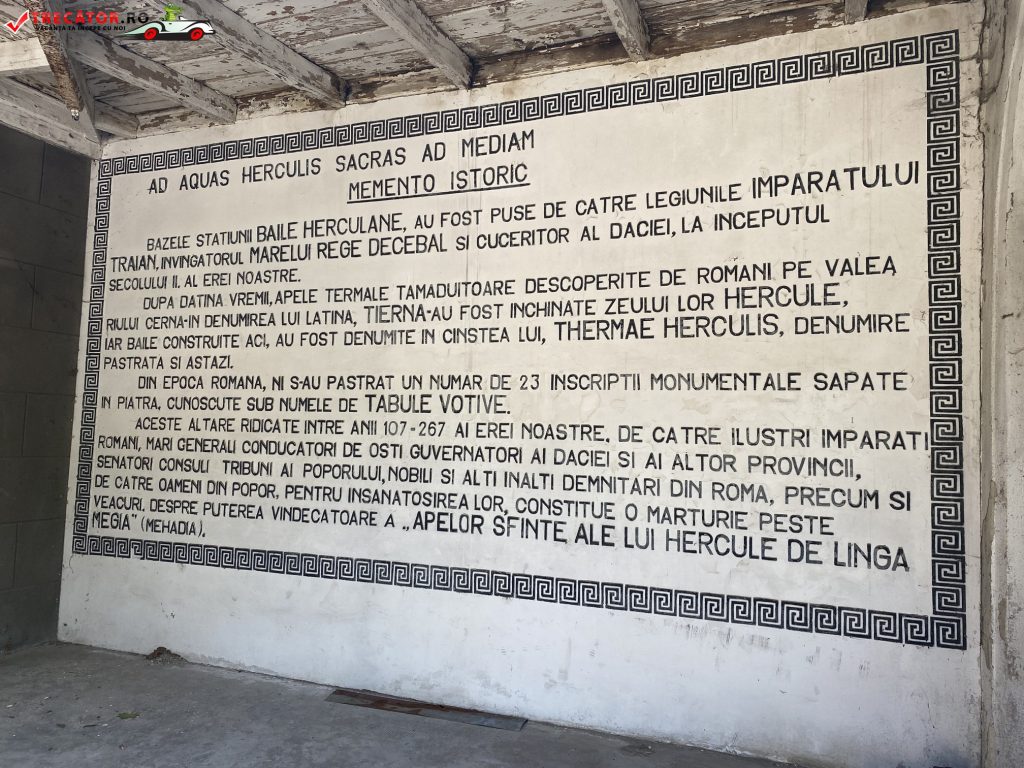 TRECATOR.RO
VACANTA TA INCEPE CU NOI
AD AQUAS HERCULIS SACRAS AD MEDIAM
MEMENTO ISTORIC
BAZELE STATIUNII BAILE HERCULANE, AU FOST PUSE DE CATRE LEGIUNILE IMPARATULUI
TRAIAN, INVINGATORUL MARELUI REGE DECEBAL SI CUCERITOR AL DACIEI, LA INCEPUTUL
SECOLULUI II. AL EREI NOASTRE.
DUPA DATINA VREMII, APELE TERMALE TAMADUITOARE DESCOPERITE DE ROMANI PE VALEA
RIULUI CERNA-IN DENUMIREA LUI LATINA, TIERNA-AU FOST INCHINATE ZEULUI LOR HERCULE,
IAR BAILE CONSTRUITE ACI, AU FOST DENUMITE IN CINSTEA LUI, THERMAE HERCULIS, DENUMIRE
PASTRATA SI ASTAZI.
DIN EPOCA ROMANA, NI S-AU PASTRAT UN NUMAR DE 23 INSCRIPTII MONUMENTALE SAPATE
IN PIATRA, CUNOSCUTE SUB NUMELE DE TABULE VOTIVE.
ACESTE ALTARE RIDICATE INTRE ANII 107-267 AI EREI NOASTRE, DE CATRE ILUSTRI IMPARATI
ROMANI, MARI GENERALI CONDUCATORI DE OSTI GUVERNATORI AI DACIEI SI AI ALTOR PROVINCII,
SENATORI CONSULI TRIBUNI AI POPORULUI, NOBILI SI ALTI INALTI DEMNITARI DIN ROMA, PRECUM SI
DE CATRE OAMENI DIN POPOR, PENTRU INSANATOSIREA LOR, CONSTITUE O MARTURIE PESTE
VEACURI, DESPRE PUTEREA VINDECATOARE A „APELOR SFINTE ALE LUI HERCULE DE LINGA
MEGIA" (MEHADIA).